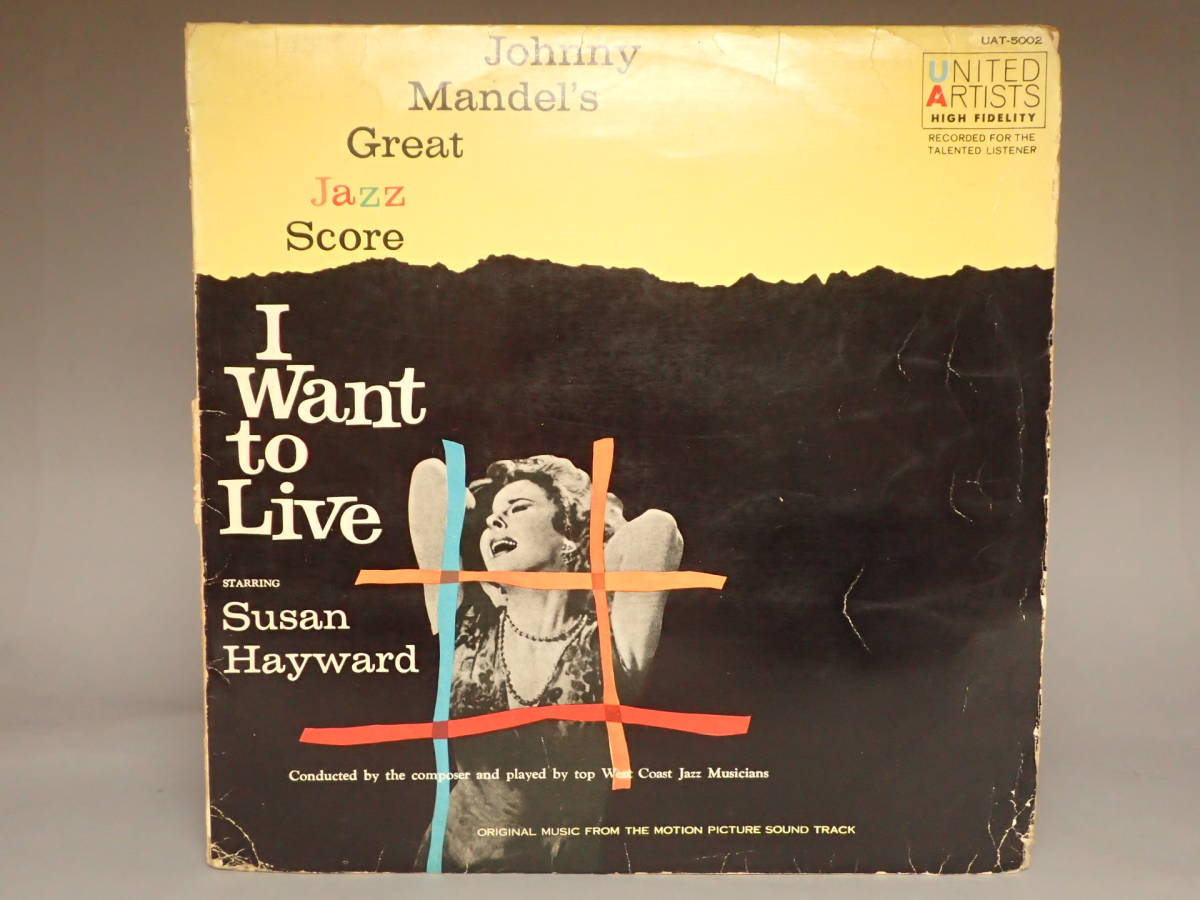 Johnny
Mandel's
Great
Jazz
Score
UAT-5002
UNITED
ARTISTS
HIGH FIDELITY
RECORDED FOR THE
TALENTED LISTENER
I
Want
to
Live
STARRING
Susan
Hayward
Conducted by the composer and played by top West Coast Jazz Musicians
ORIGINAL MUSIC FROM THE MOTION PICTURE SOUND TRACK